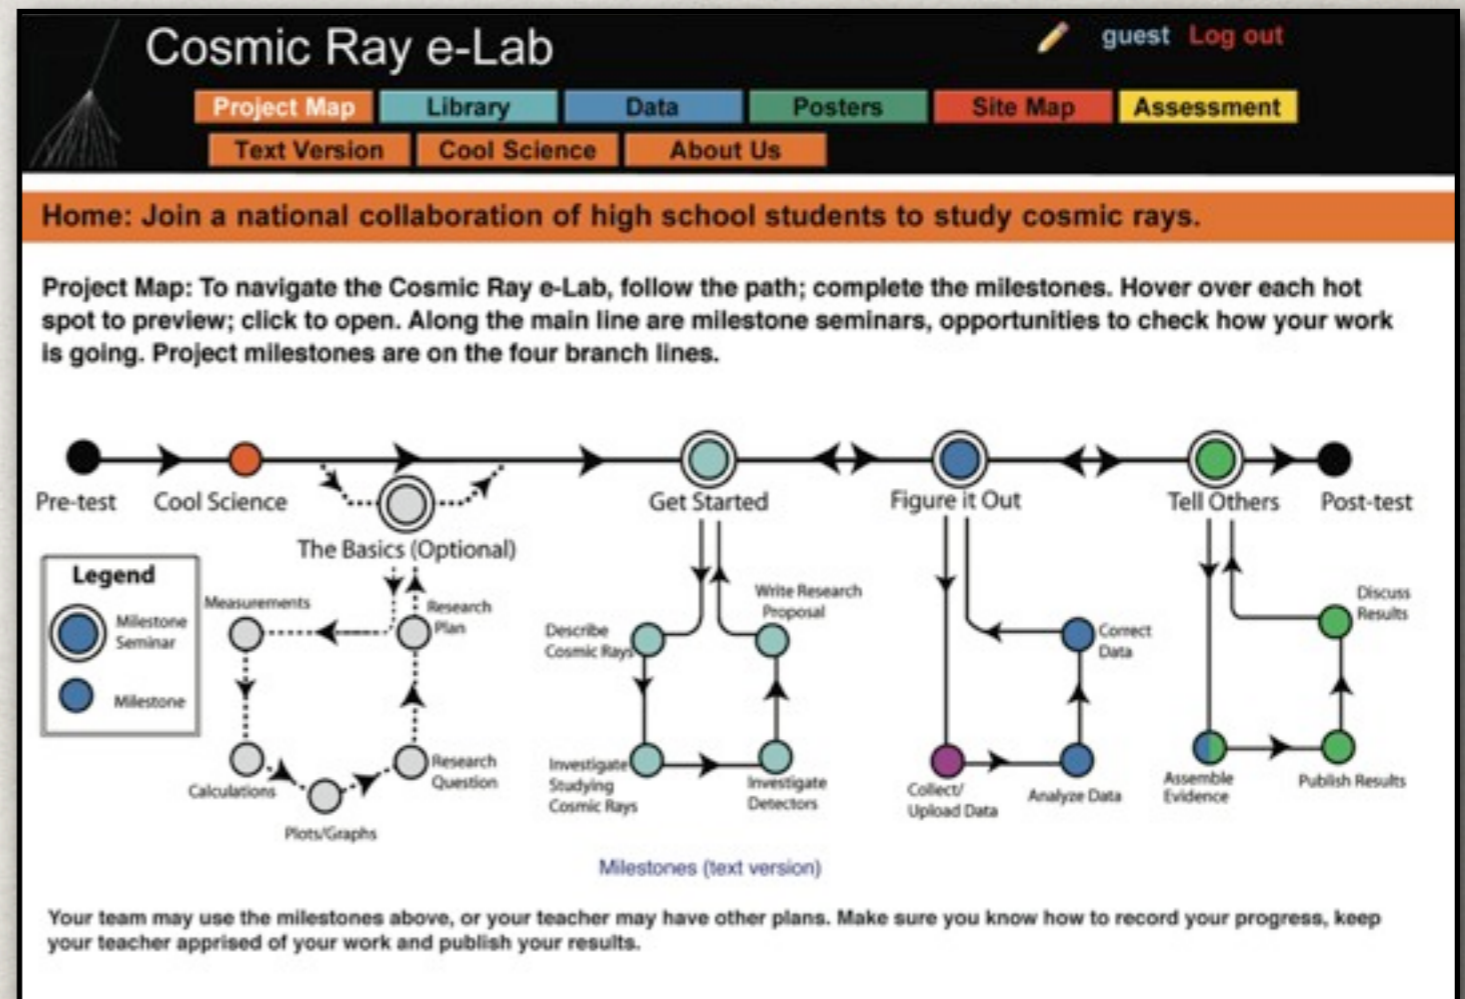 Cosmic Ray e-Lab
guest Log out
Project Map Library Data Posters Site Map Assessment
Text Version Cool Science About Us
Home: Join a national collaboration of high school students to study cosmic rays.
Project Map: To navigate the Cosmic Ray e-Lab, follow the path; complete the milestones. Hover over each hot
spot to preview; click to open. Along the main line are milestone seminars, opportunities to check how your work
is going. Project milestones are on the four branch lines.
Pre-test
Cool Science
The Basics (Optional)
Get Started
Figure it Out
Tell Others
Post-test
Legend
Milestone
Seminar
Milestone
Measurements
Calculations
Plots/Graphs
Research
Question
Research
Plan
Describe
Cosmic Rays
Investigate
Studying
Cosmic Rays
Investigate
Detectors
Write Research
Proposal
Collect/
Upload Data
Analyze Data
Correct
Data
Assemble
Evidence
Publish Results
Discuss
Results
Milestones (text version)
Your team may use the milestones above, or your teacher may have other plans. Make sure you know how to record your progress, keep
your teacher apprised of your work and publish your results.